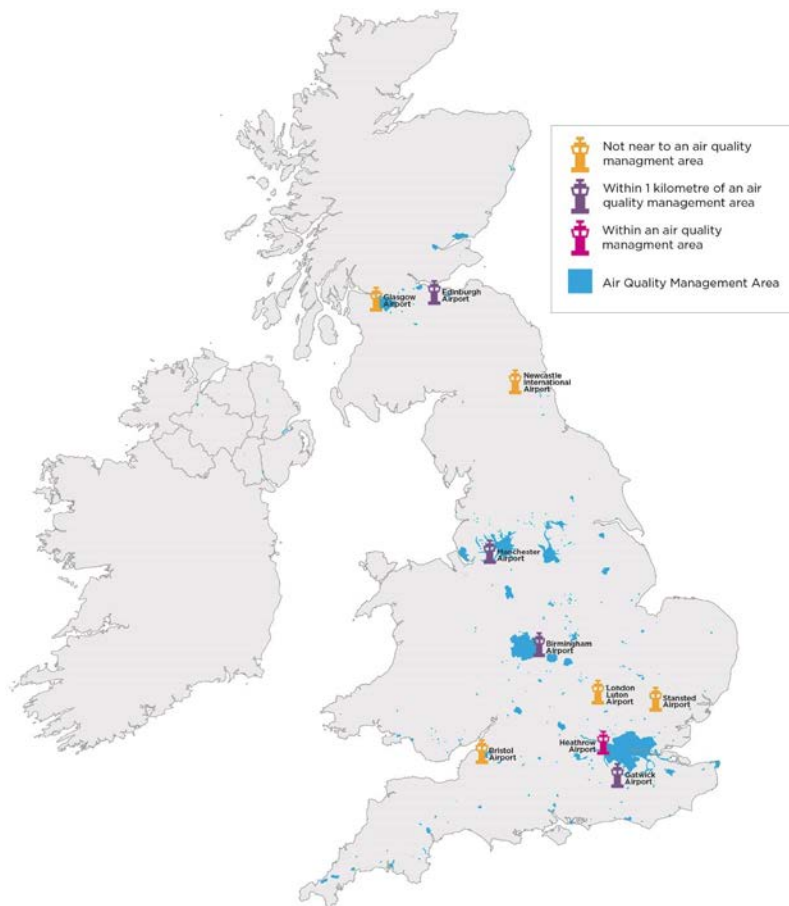 Not near to an air quality
managment area
Within 1 kilometre of an air
quality management area
Within an air quality
managment area
Air Quality Management Area
Glasgow
Airport
Edinburgh
Airport
Newcastle
International
Airport
Manchester
Airport
Birmingham
Airport
London
Luton
Airport
Stansted
Airport
Heathrow
Airport
Bristol
Airport
Gatwick
Airport